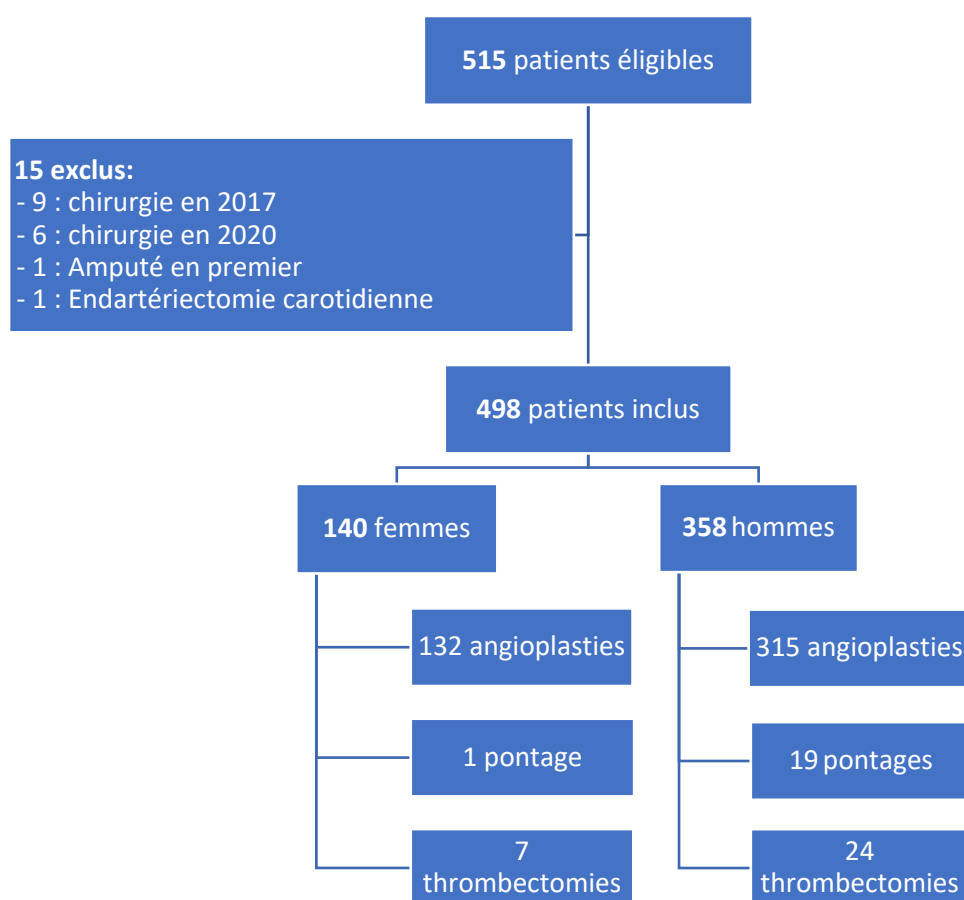 515 patients éligibles
15 exclus:
- 9 : chirurgie en 2017
- 6 : chirurgie en 2020
- 1 : Amputé en premier
- 1 : Endartériectomie carotidienne
498 patients inclus
140 femmes
358 hommes
132 angioplasties
315 angioplasties
1 pontage
19 pontages
7
thrombectomies
24
thrombectomies